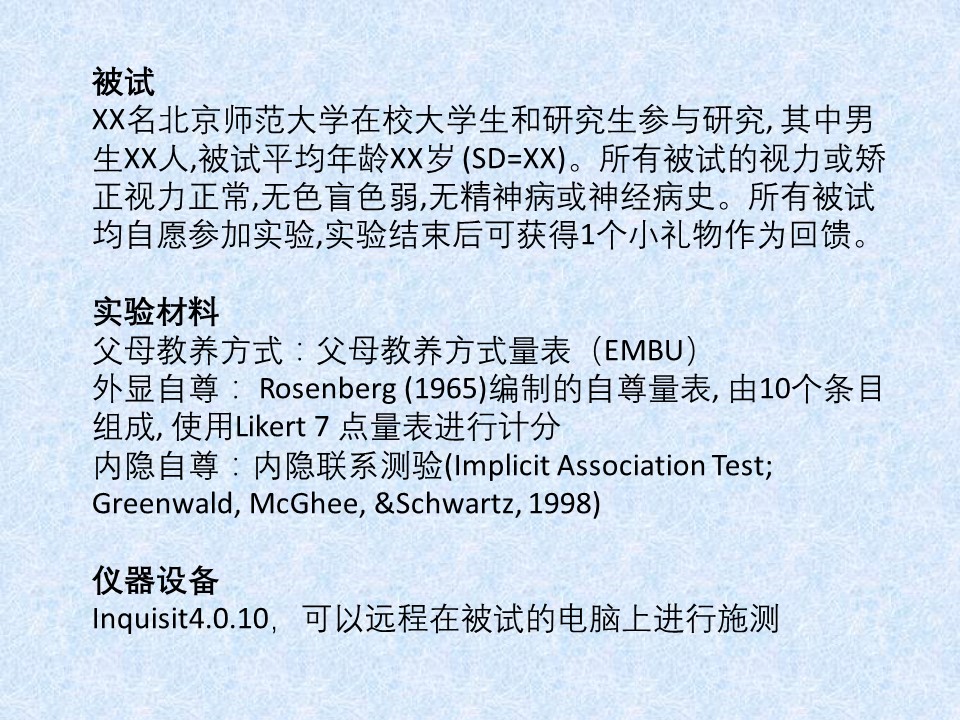 被试
XX名北京师范大学在校大学生和研究生参与研究, 其中男
生XX人,被试平均年龄XX岁 (SD=XX)。所有被试的视力或矫
正视力正常,无色盲色弱,无精神病或神经病史。所有被试
均自愿参加实验,实验结束后可获得1个小礼物作为回馈。
实验材料
父母教养方式：父母教养方式量表（EMBU）
外显自尊： Rosenberg (1965)编制的自尊量表, 由10个条目
组成, 使用Likert 7 点量表进行计分
内隐自尊：内隐联系测验(Implicit Association Test;
Greenwald, McGhee, &Schwartz, 1998)
仪器设备
Inquisit4.0.10，可以远程在被试的电脑上进行施测